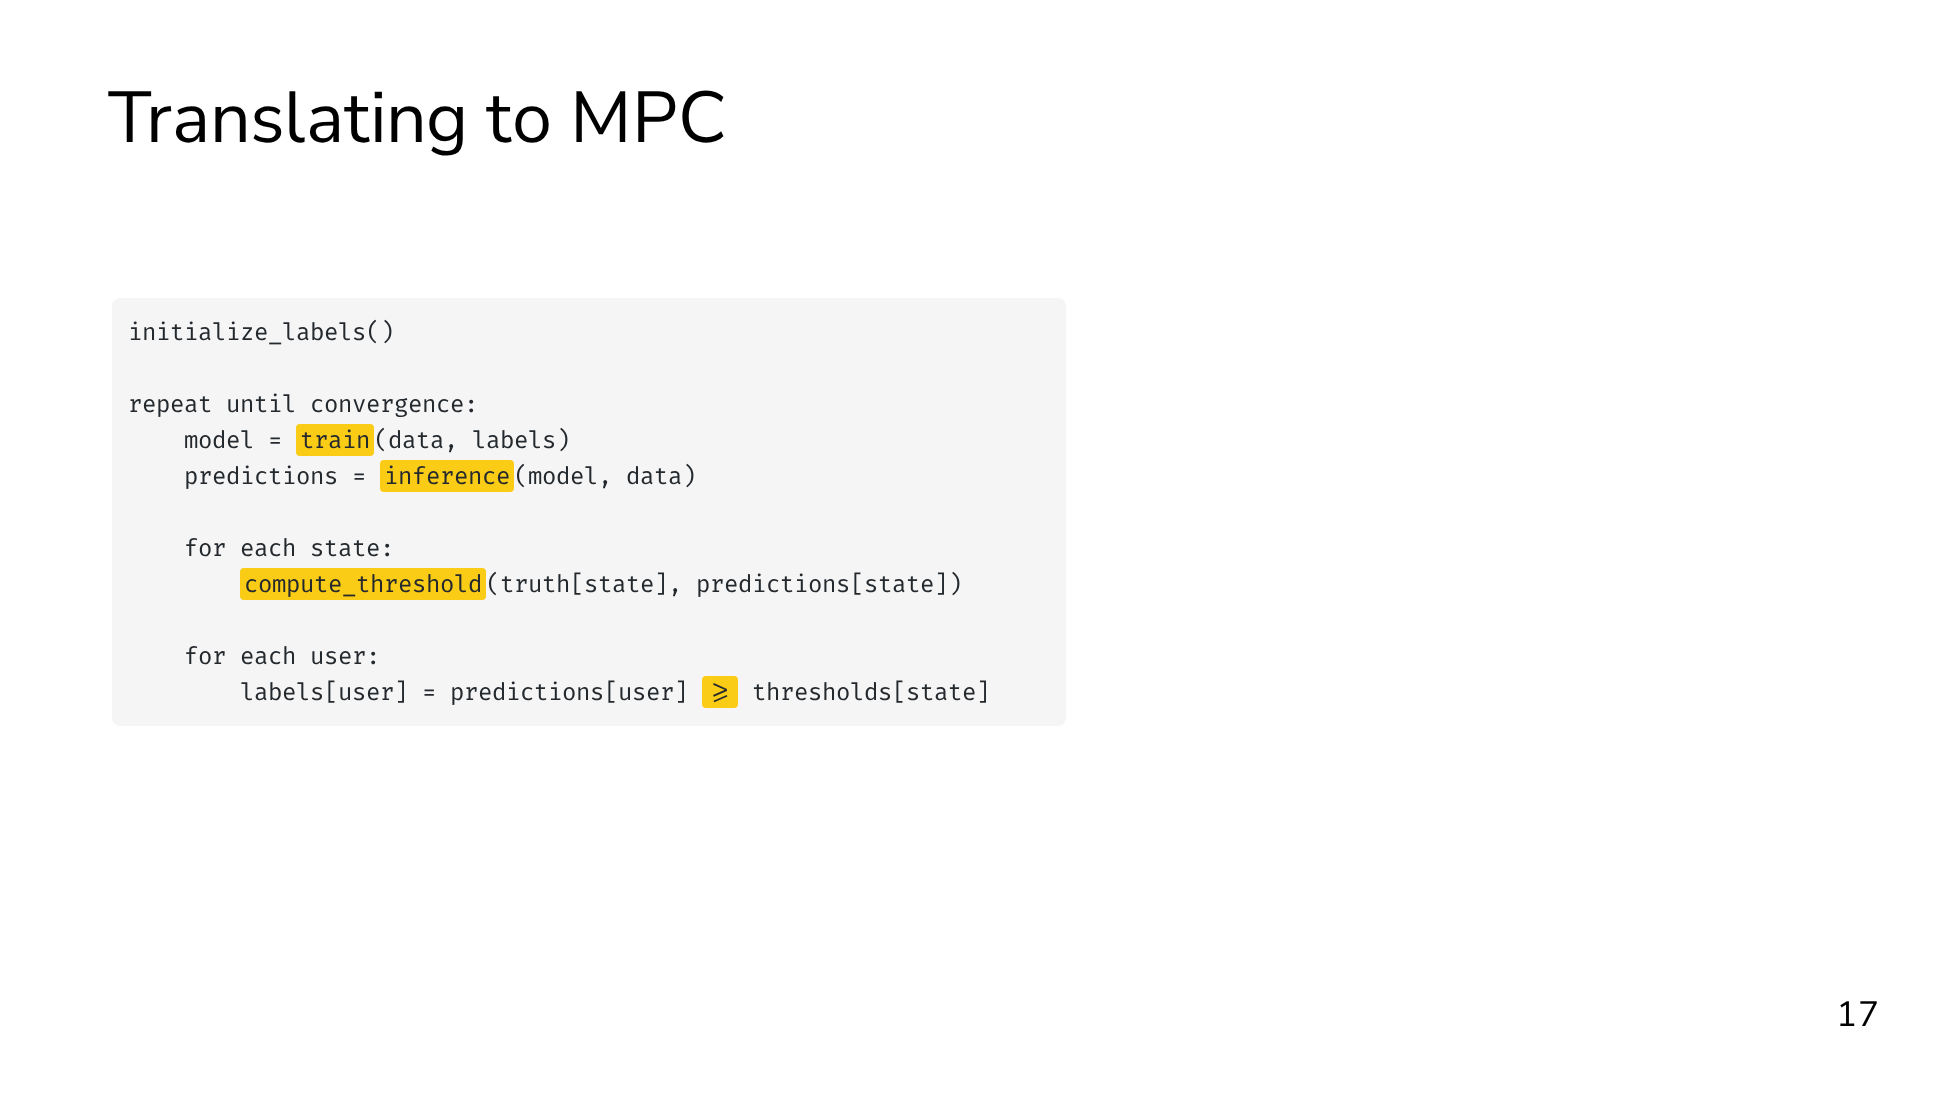 Translating to MPC
initialize_labels()
repeat until convergence:
    model = train(data, labels)
    predictions = inference(model, data)
    for each state:
        compute_threshold(truth[state], predictions[state])
    for each user:
        labels[user] = predictions[user] ⩾ thresholds[state]
17